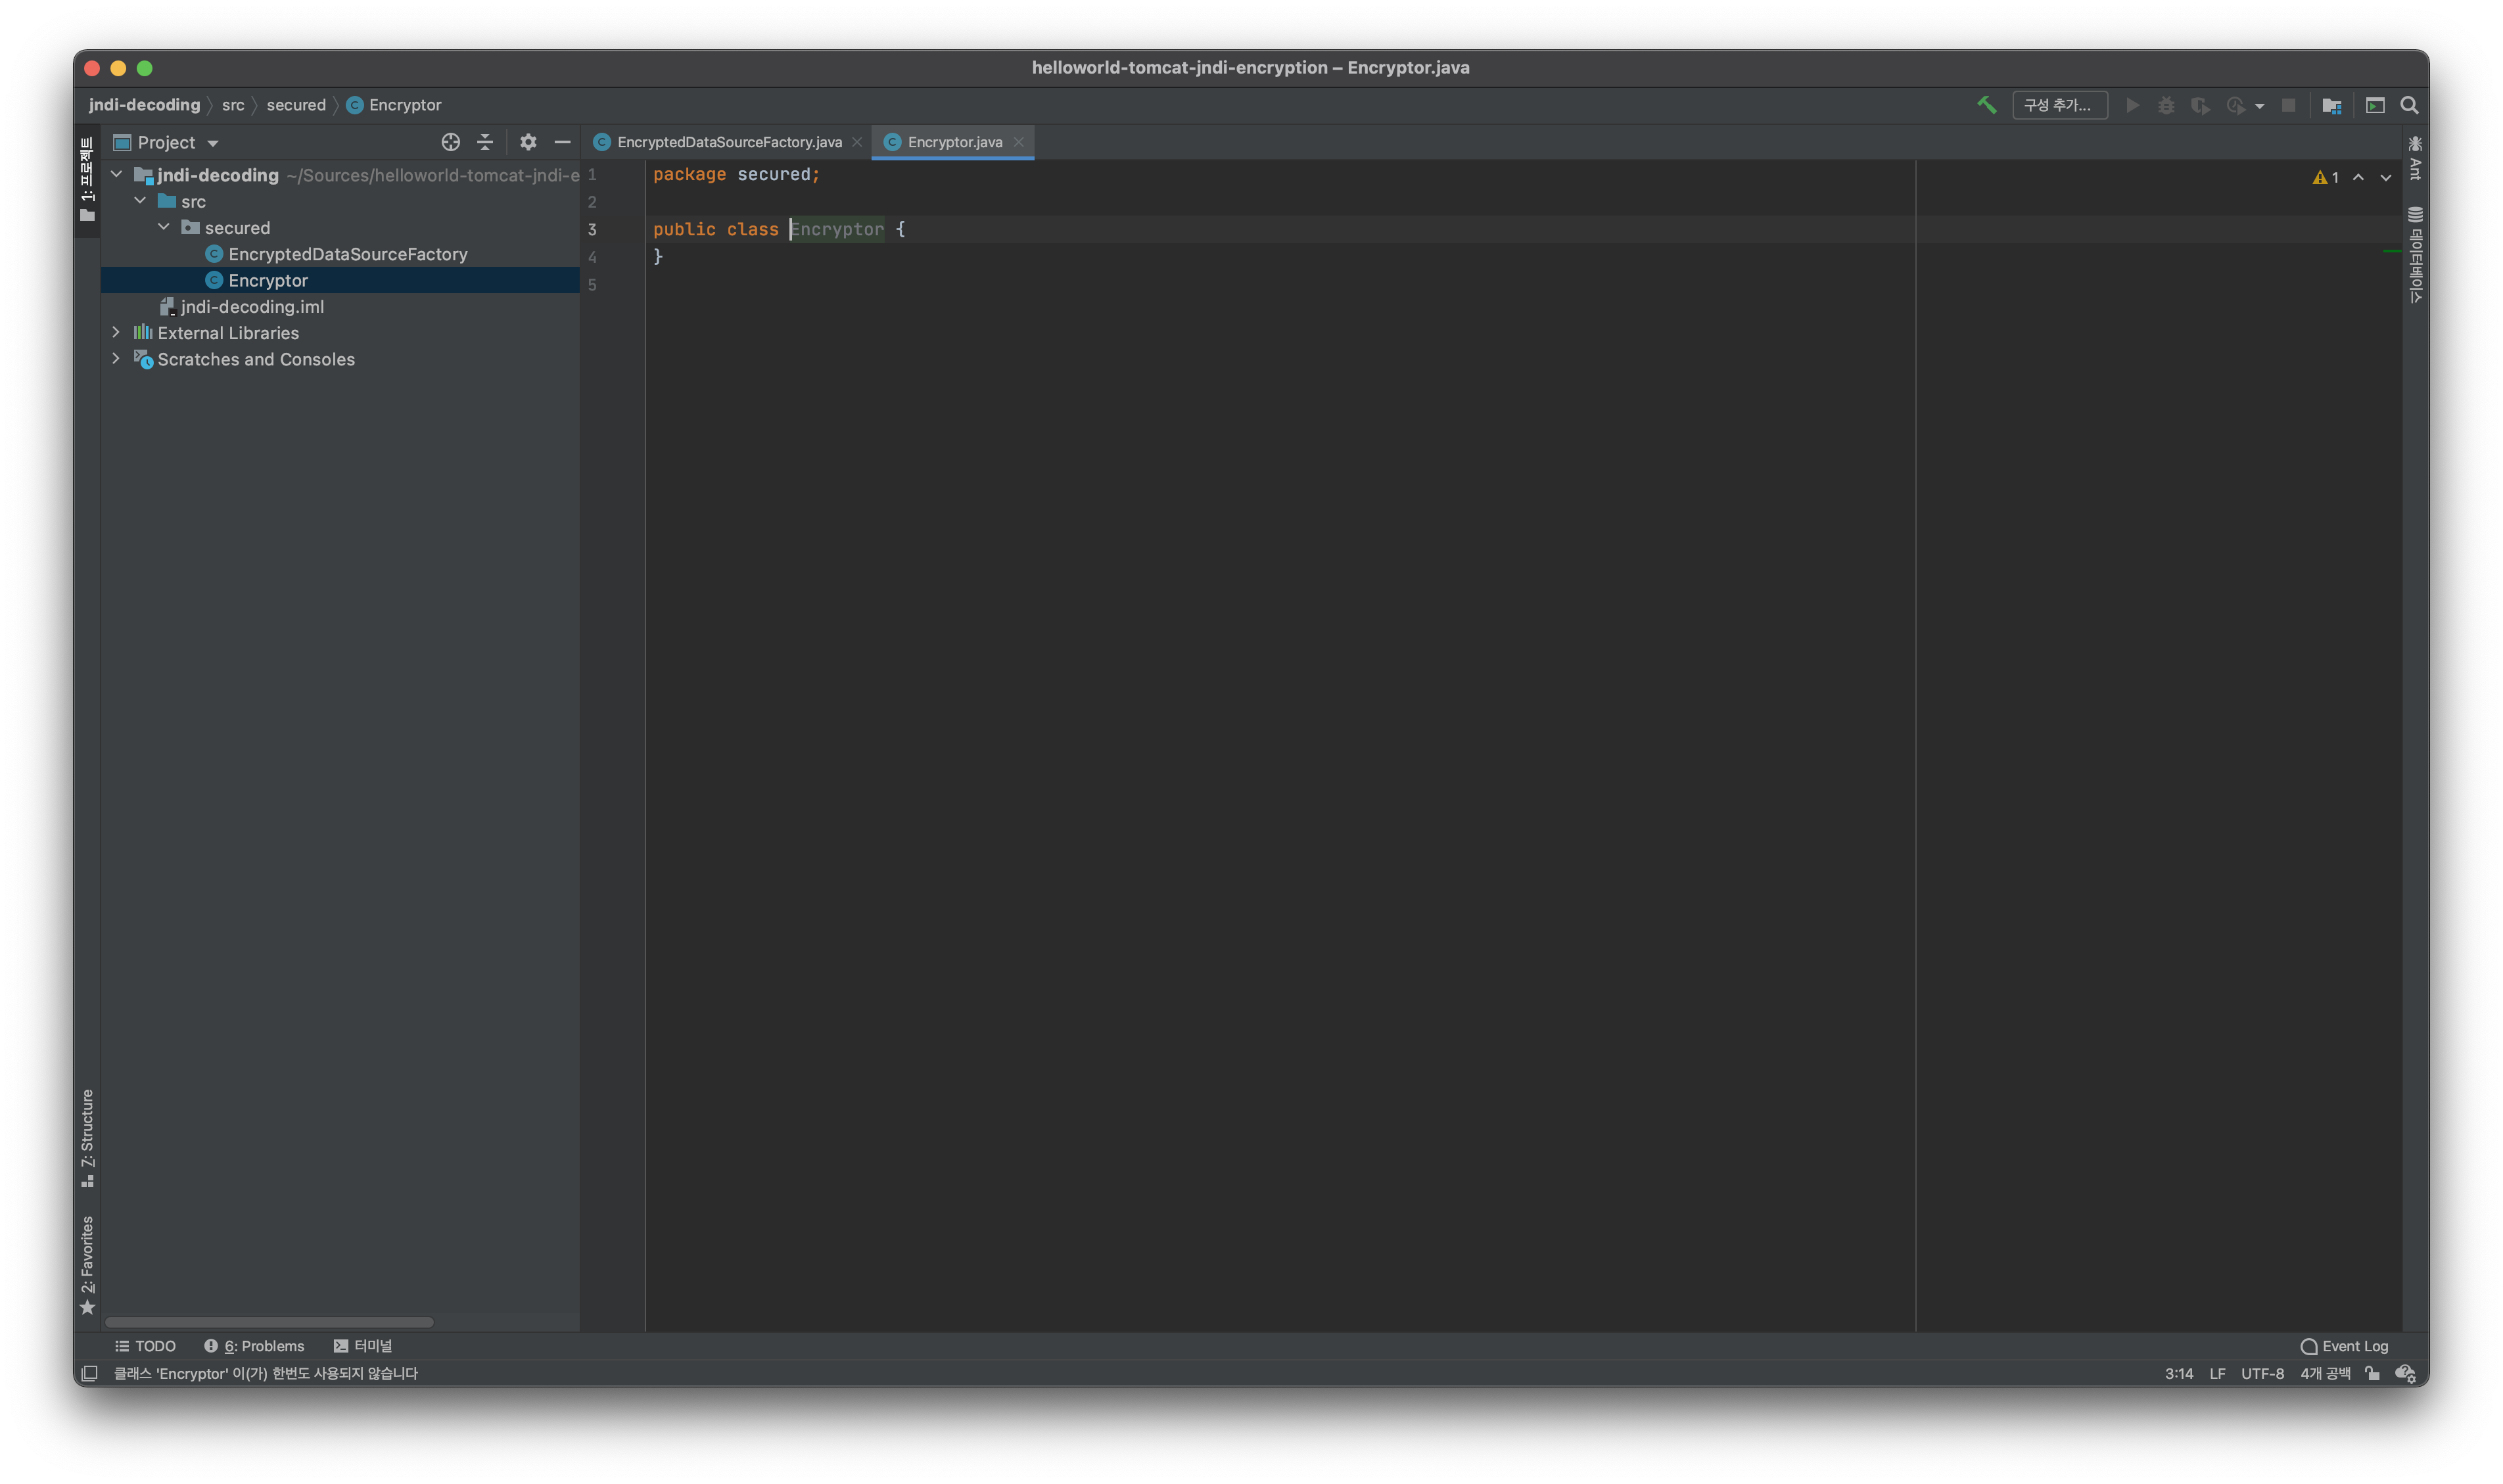 helloworld-tomcat-jndi-encryption – Encryptor.java
jndi-decoding src secured Encryptor
구성 추가...
1: 프로젝트
Project
EncryptedDataSourceFactory.java
Encryptor.java
jndi-decoding ~/Sources/helloworld-tomcat-jndi-e
src
secured
EncryptedDataSourceFactory
Encryptor
jndi-decoding.iml
External Libraries
Scratches and Consoles
1 package secured;
2
3 public class Encryptor {
4 }
5
1
Ant
데이터베이스
7: Structure
2: Favorites
TODO
6: Problems
터미널
Event Log
클래스 'Encryptor' 이(가) 한번도 사용되지 않습니다
3:14 LF UTF-8 4개 공백